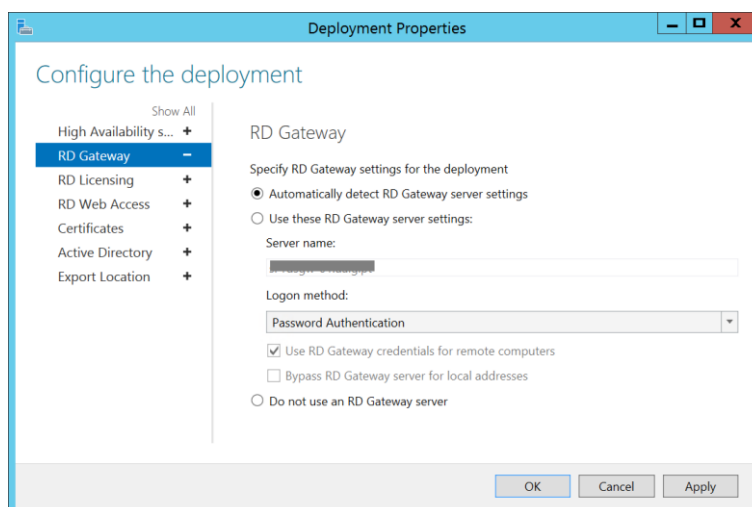 Deployment Properties
Configure the deployment
Show All
High Availability s... +
RD Gateway –
RD Licensing +
RD Web Access +
Certificates +
Active Directory +
Export Location +
RD Gateway
Specify RD Gateway settings for the deployment
Automatically detect RD Gateway server settings
Use these RD Gateway server settings:
Server name:
Logon method:
Password Authentication
Use RD Gateway credentials for remote computers
Bypass RD Gateway server for local addresses
Do not use an RD Gateway server
OK Cancel Apply